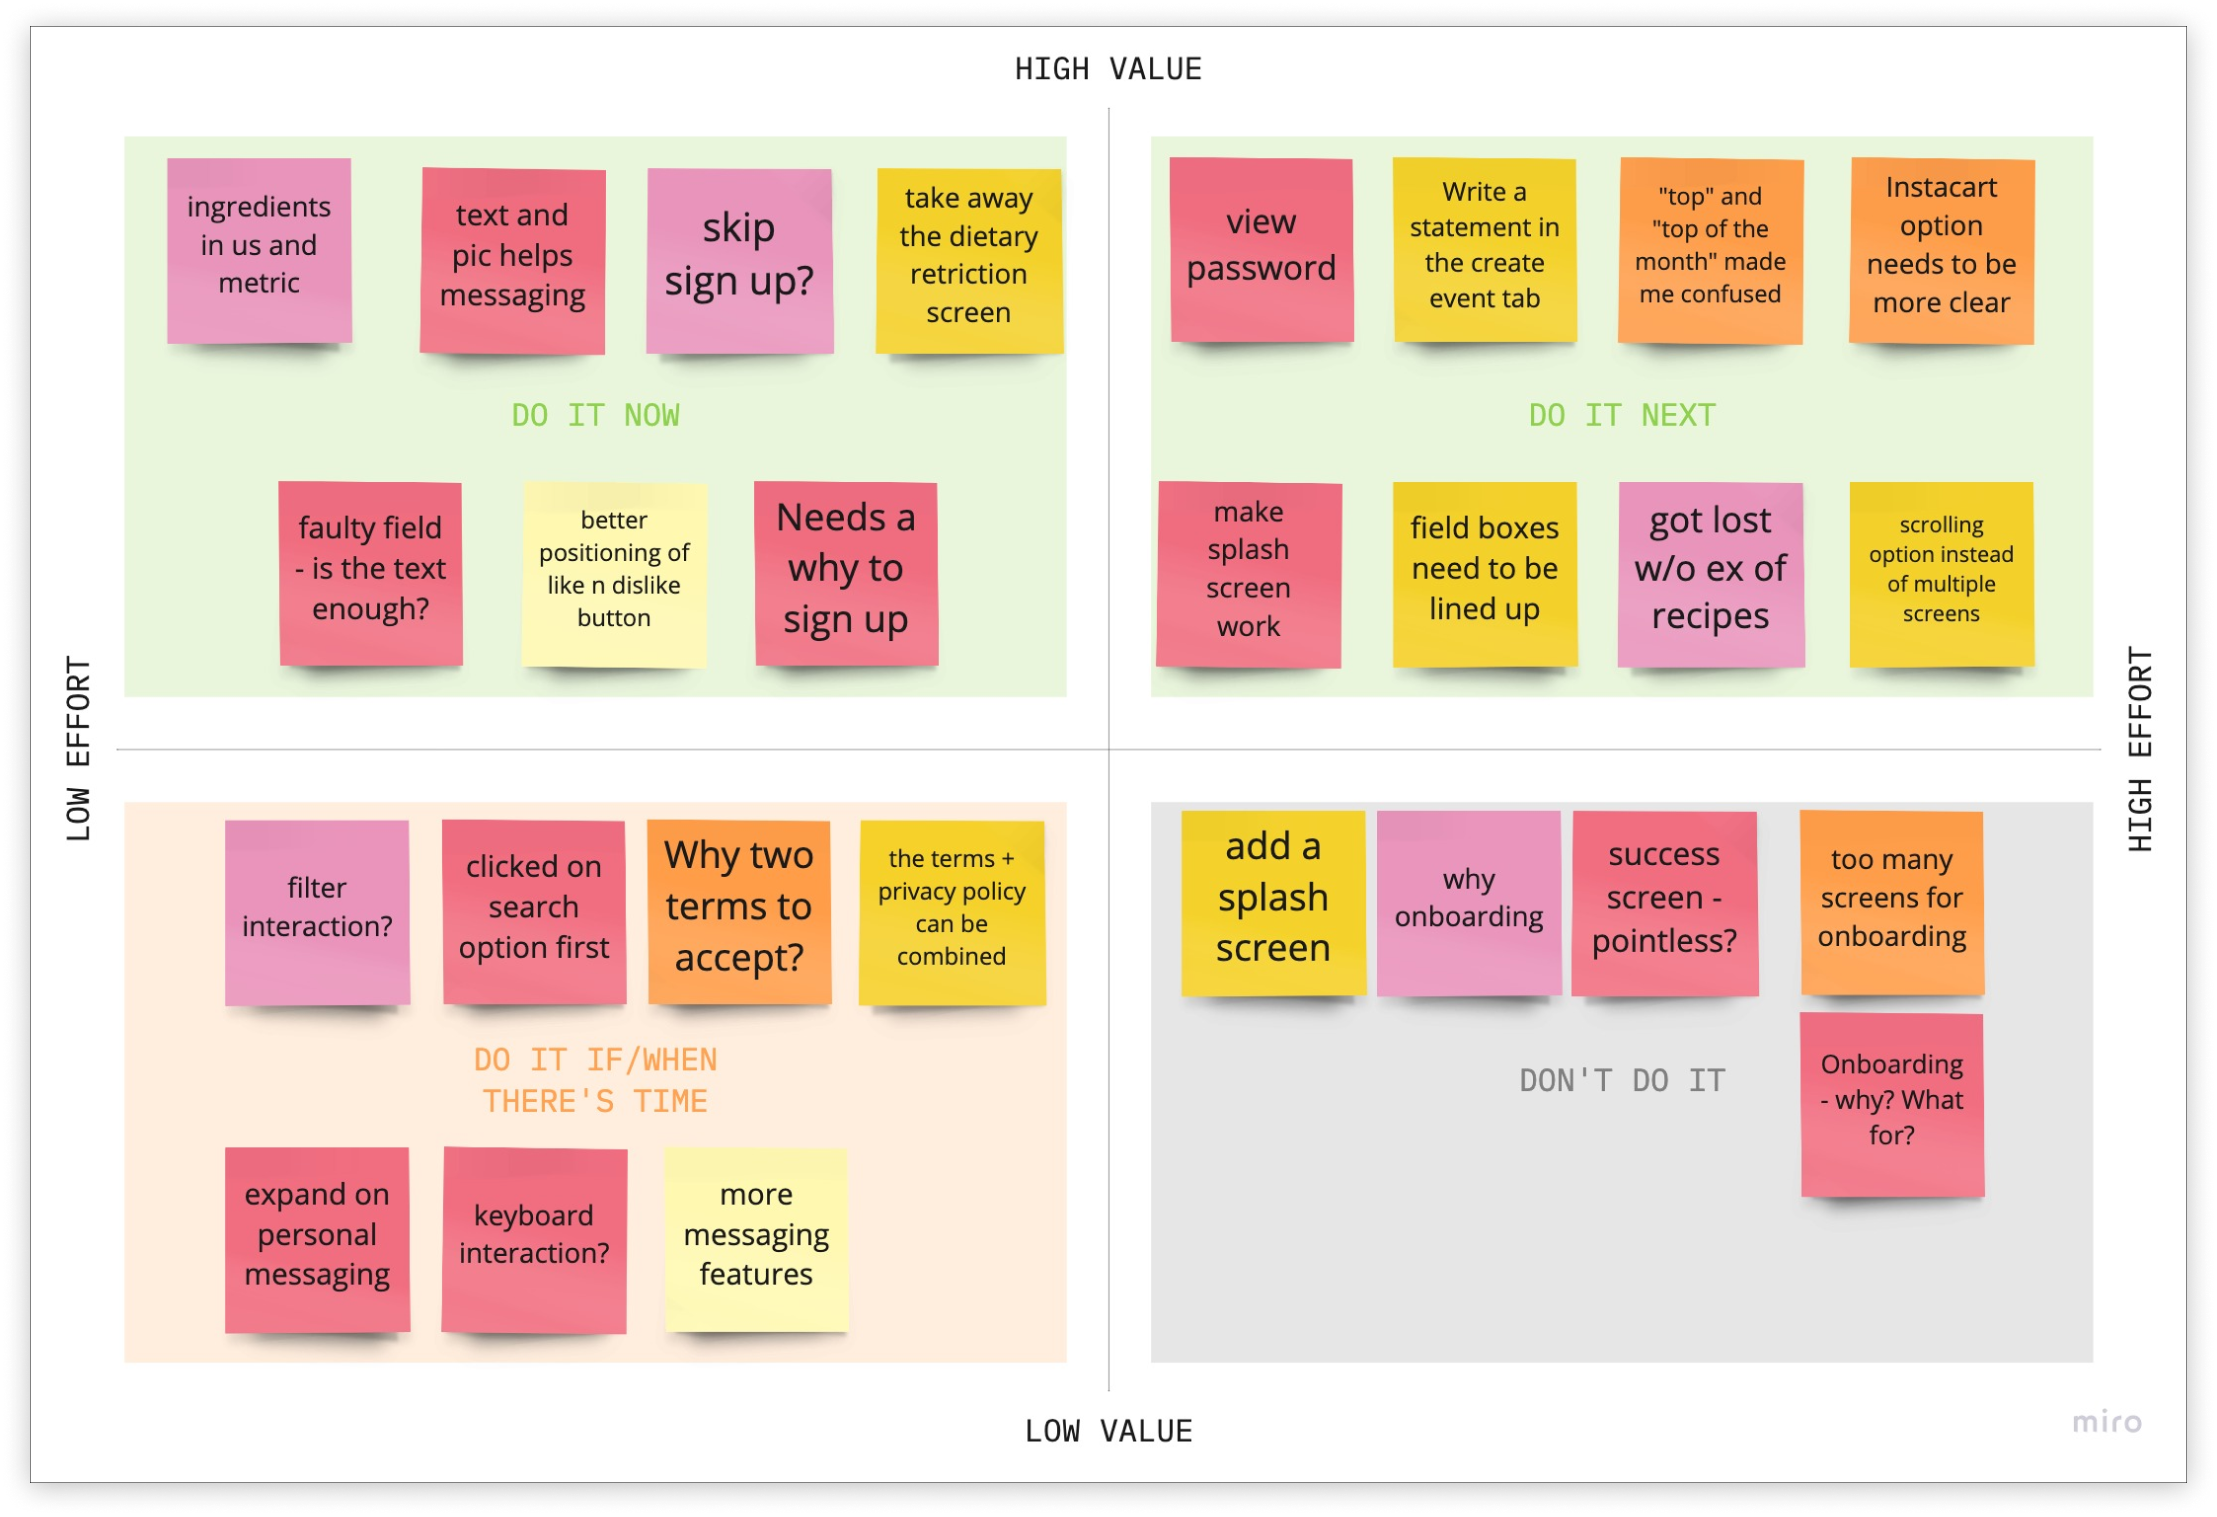 HIGH VALUE
ingredients
in us and
metric
text and
pic helps
messaging
skip
sign up?
take away
the dietary
retriction
screen
DO IT NOW
faulty field
- is the text
enough?
better
positioning of
like n dislike
button
Needs a
why to
sign up
view
password
Write a
statement in
the create
event tab
"top" and
"top of the
month" made
me confused
Instacart
option
needs to be
more clear
DO IT NEXT
make
splash
screen
work
field boxes
need to be
lined up
got lost
w/o ex of
recipes
scrolling
option instead
of multiple
screens
LOW EFFORT
HIGH EFFORT
filter
interaction?
clicked on
search
option first
Why two
terms to
accept?
the terms +
privacy policy
can be
combined
DO IT IF/WHEN
THERE'S TIME
expand on
personal
messaging
keyboard
interaction?
more
messaging
features
add a
splash
screen
why
onboarding
success
screen -
pointless?
too many
screens for
onboarding
DON'T DO IT
Onboarding
- why? What
for?
LOW VALUE
miro